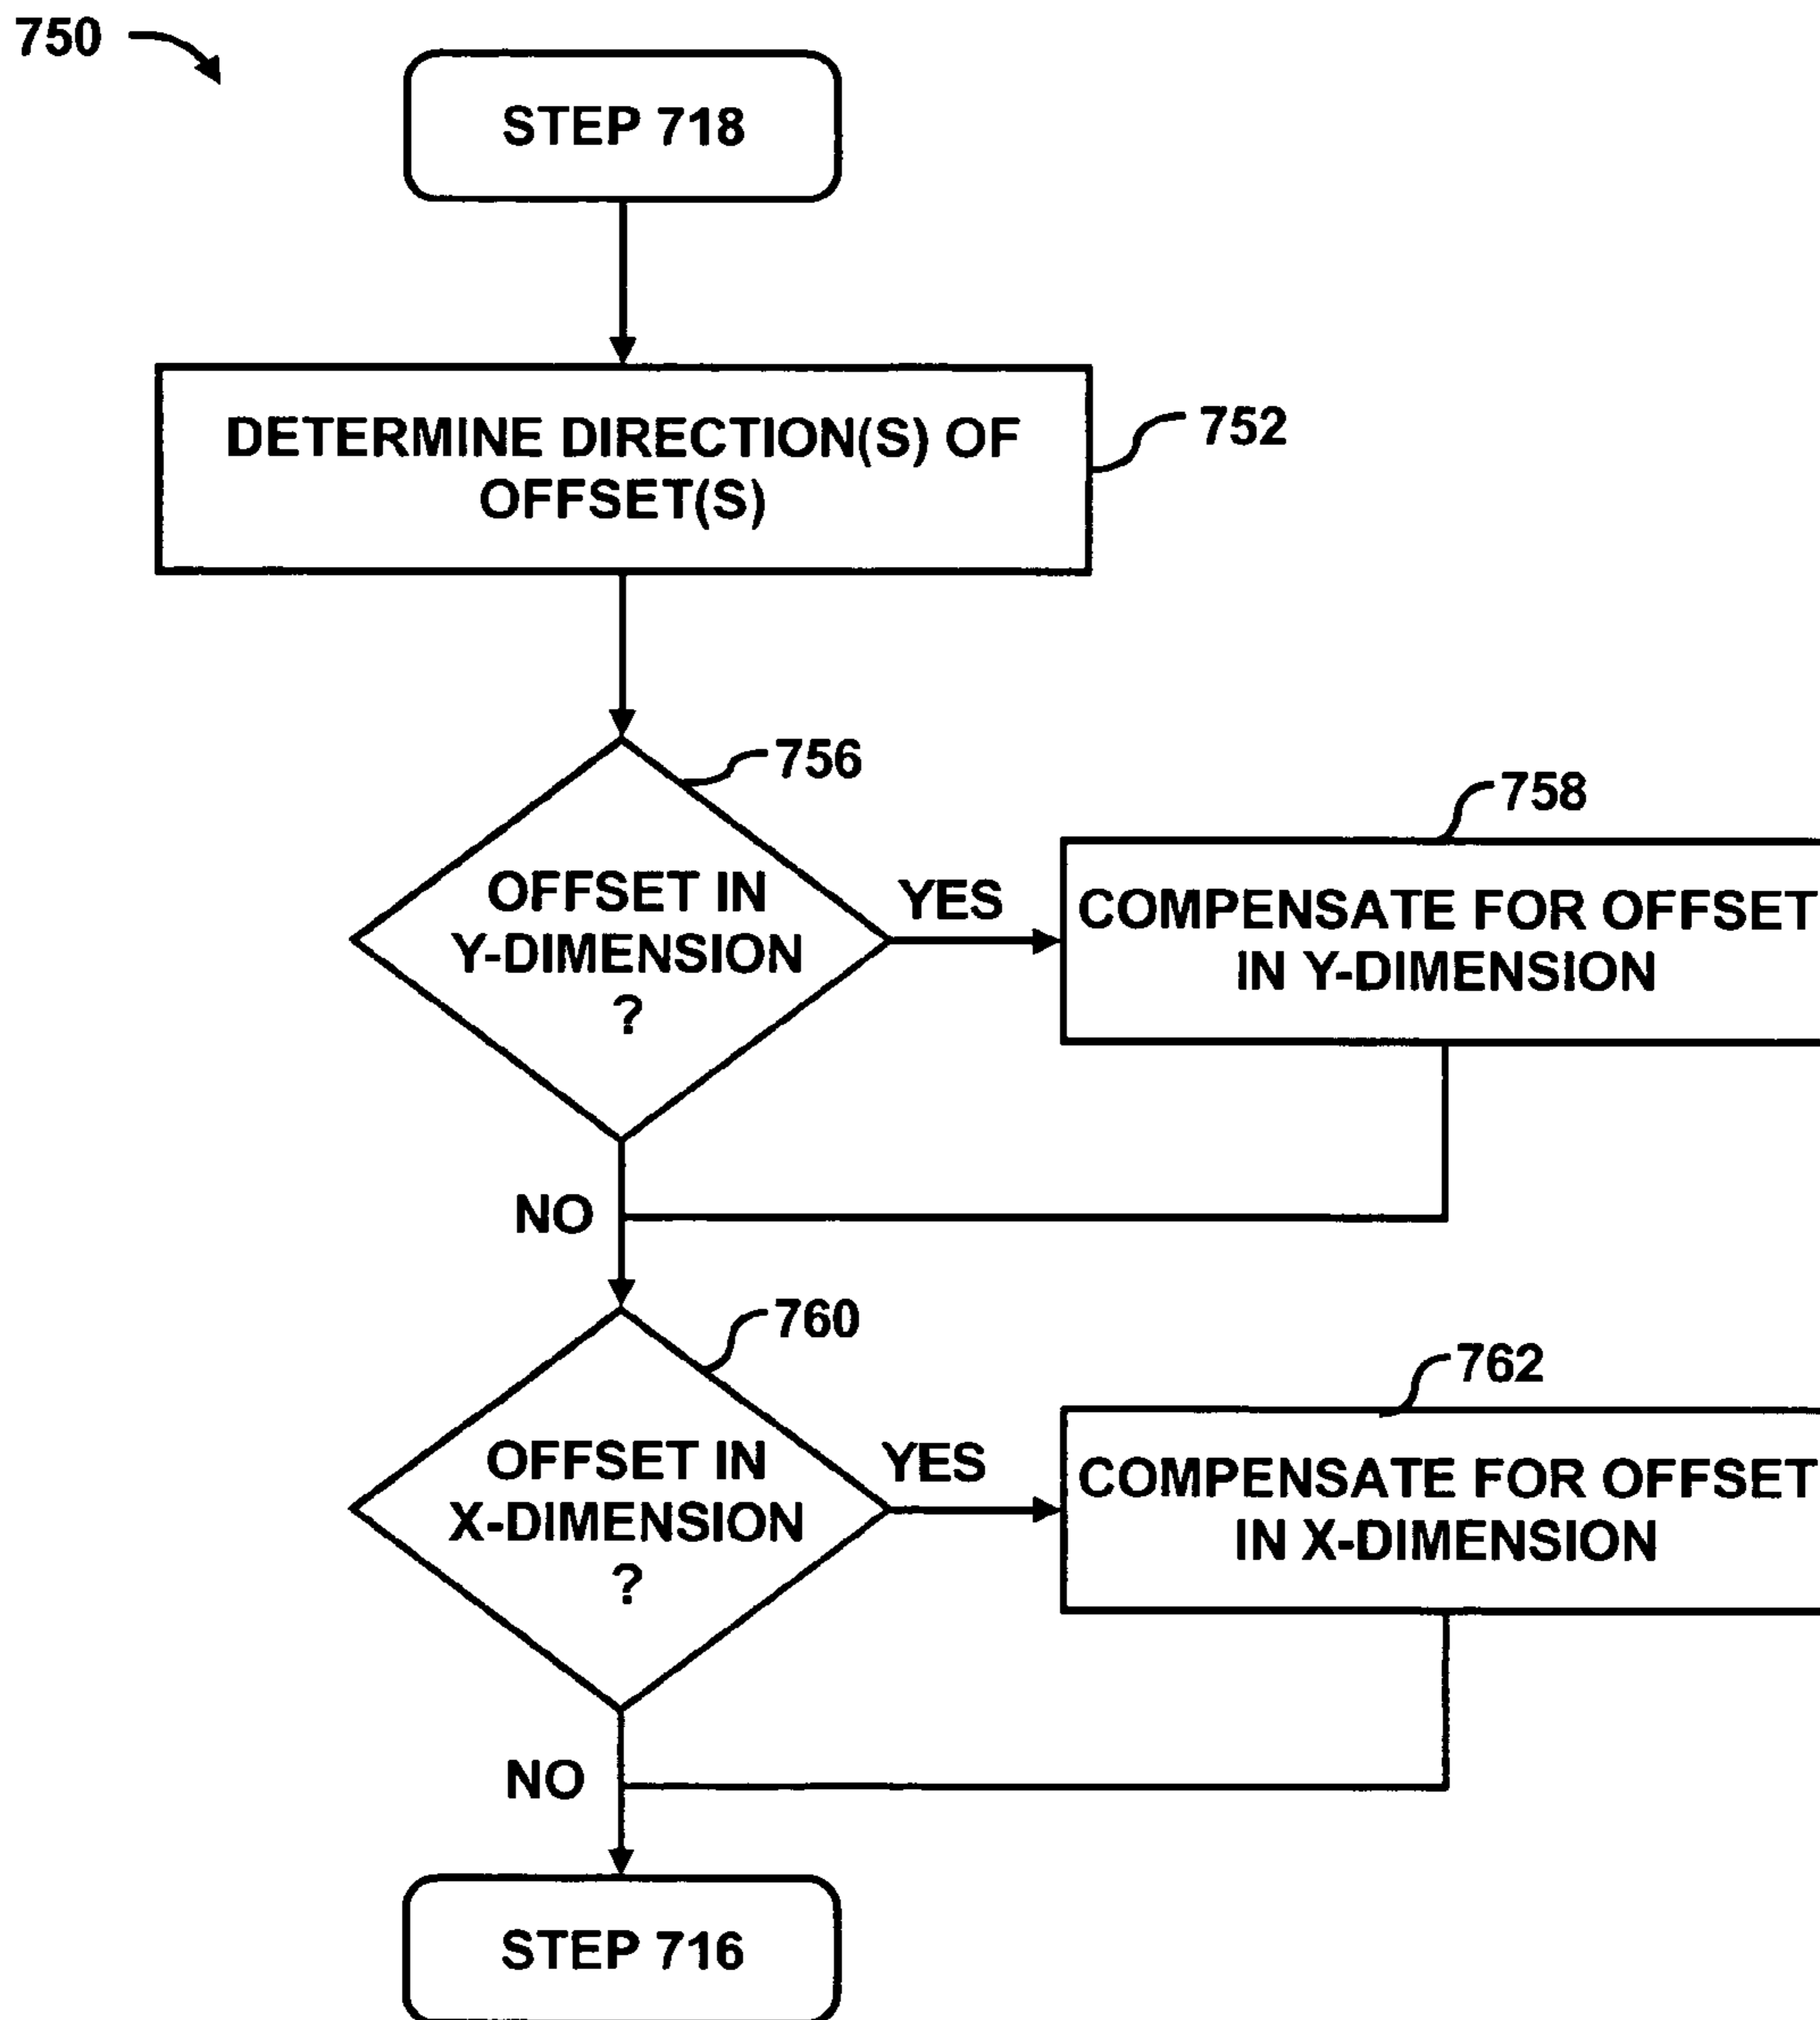 750
STEP 718
DETERMINE DIRECTION(S) OF
OFFSET(S)
752
756
OFFSET IN
Y-DIMENSION
?
YES
758
COMPENSATE FOR OFFSET
IN Y-DIMENSION
NO
760
OFFSET IN
X-DIMENSION
?
YES
762
COMPENSATE FOR OFFSET
IN X-DIMENSION
NO
STEP 716